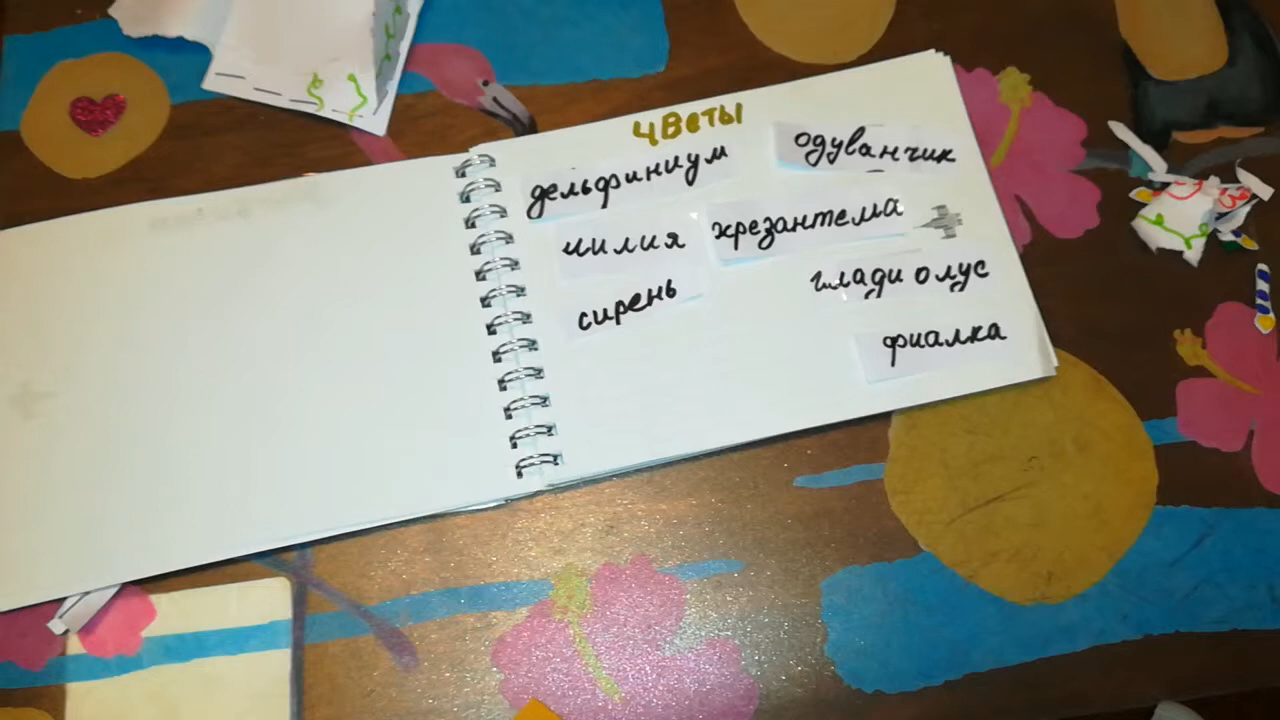 цветы
дельфиниум
одуванчик
лилия
хрезантема
сирень
гладиолус
фиалка